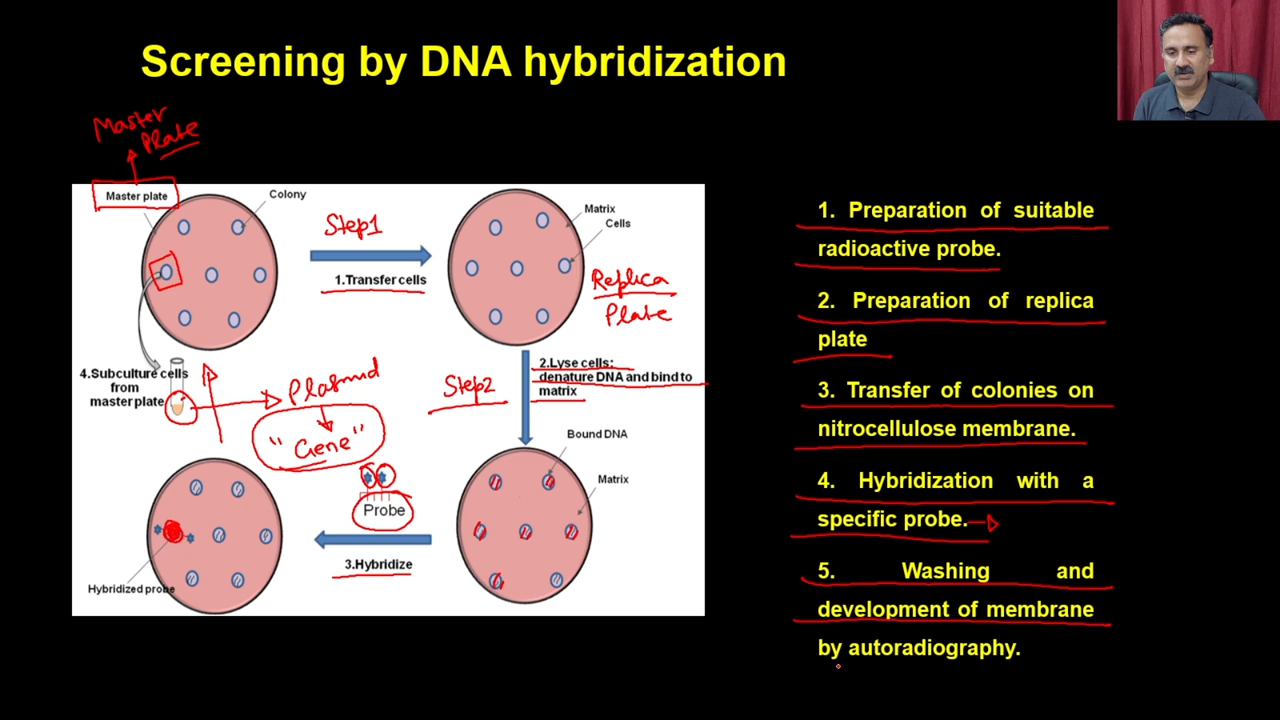 Screening by DNA hybridization
Master
Plate
Master plate
Colony
Step1
1.Transfer cells
Matrix
Cells
Replica
Plate
4.Subculture cells
from
master plate
Plasmid
"Gene"
Step2
2.Lyse cells:
denature DNA and bind to
matrix
Bound DNA
Matrix
Probe
3.Hybridize
Hybridized probe
1. Preparation of suitable
radioactive probe.
2. Preparation of replica
plate
3. Transfer of colonies on
nitrocellulose membrane.
4. Hybridization with a
specific probe.
5. Washing and
development of membrane
by autoradiography.